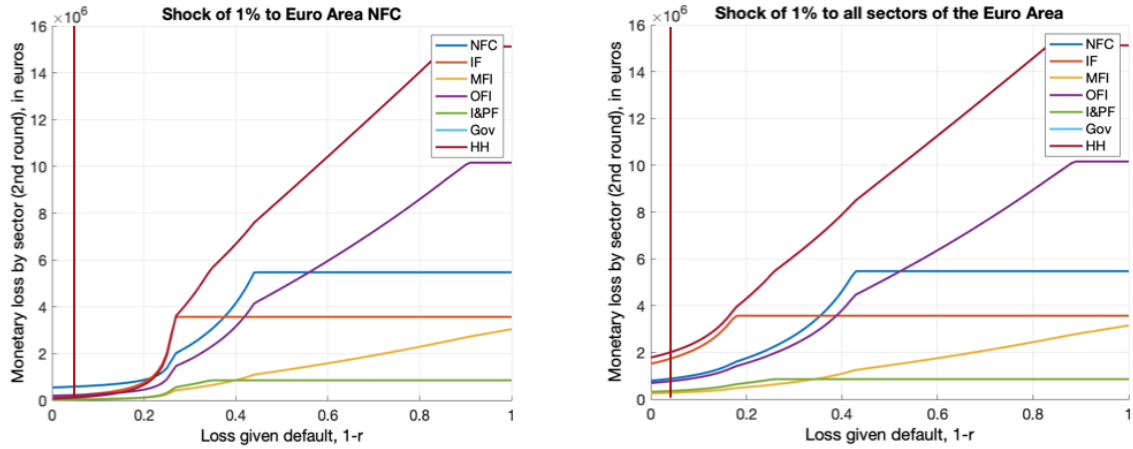 Shock of 1% to Euro Area NFC
×10⁶
16
14
12
10
8
6
4
2
0
Monetary loss by sector (2nd round), in euros
NFC
IF
MFI
OFI
I&PF
Gov
HH
0 0.2 0.4 0.6 0.8 1
Loss given default, 1-r
Shock of 1% to all sectors of the Euro Area
×10⁶
16
14
12
10
8
6
4
2
0
Monetary loss by sector (2nd round), in euros
NFC
IF
MFI
OFI
I&PF
Gov
HH
0 0.2 0.4 0.6 0.8 1
Loss given default, 1-r